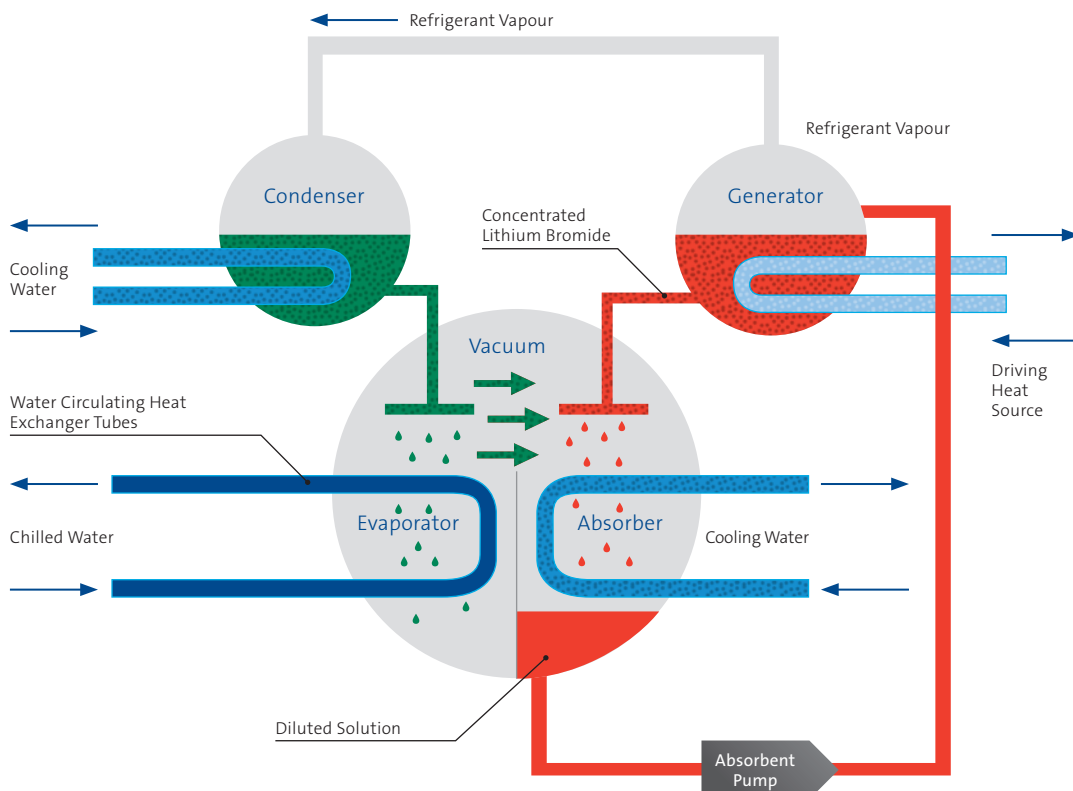 Refrigerant Vapour
Refrigerant Vapour
Condenser
Generator
Concentrated
Lithium Bromide
Cooling
Water
Vacuum
Driving
Heat
Source
Water Circulating Heat
Exchanger Tubes
Evaporator
Absorber
Chilled Water
Cooling Water
Diluted Solution
Absorbent
Pump